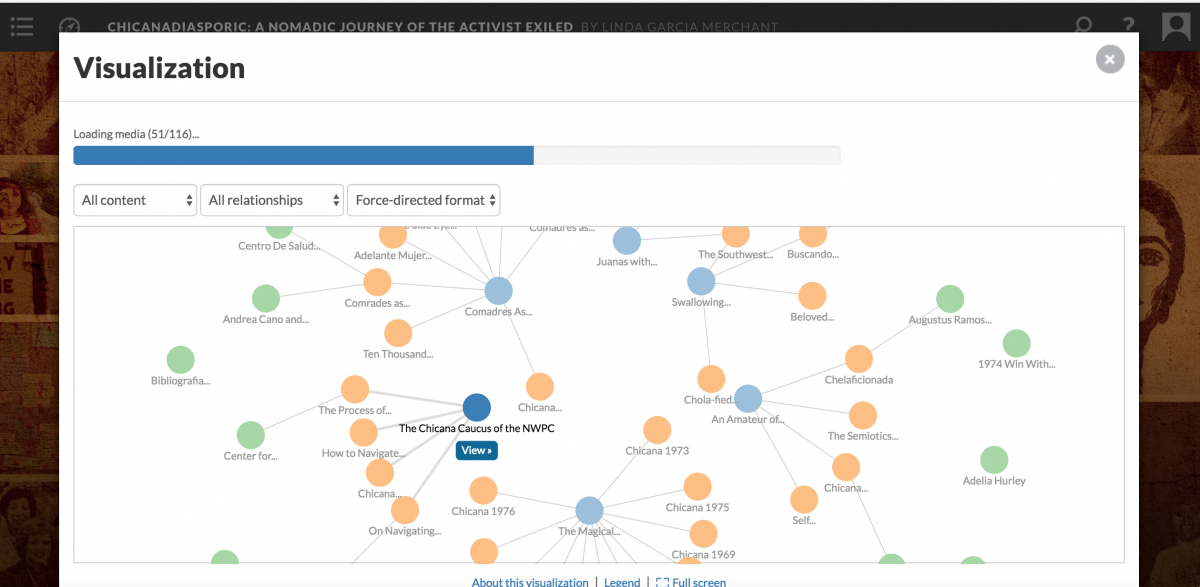 CHICANADIASPORIC: A NOMADIC JOURNEY OF THE ACTIVIST EXILED BY LINDA GARCIA MERCHANT
?
Visualization
Loading media (51/116)...
All content All relationships Force-directed format
Comadres as...
Centro De Salud...
Adelante Mujer...
Juanas with...
The Southwest...
Buscando...
Comrades as...
Comadres As...
Swallowing...
Andrea Cano and...
Beloved...
Augustus Ramos...
Ten Thousand...
1974 Win With...
Bibliografia...
Chelaficionada
Chola-fied...
The Process of...
Chicana...
An Amateur of...
The Chicana Caucus of the NWPC
The Semiotics...
View »
How to Navigate...
Center for...
Chicana 1973
Adelia Hurley
Chicana...
Chicana...
Chicana 1976
Chicana 1975
Self...
On Navigating...
The Magical...
Chicana 1969
About this visualization | Legend | Full screen